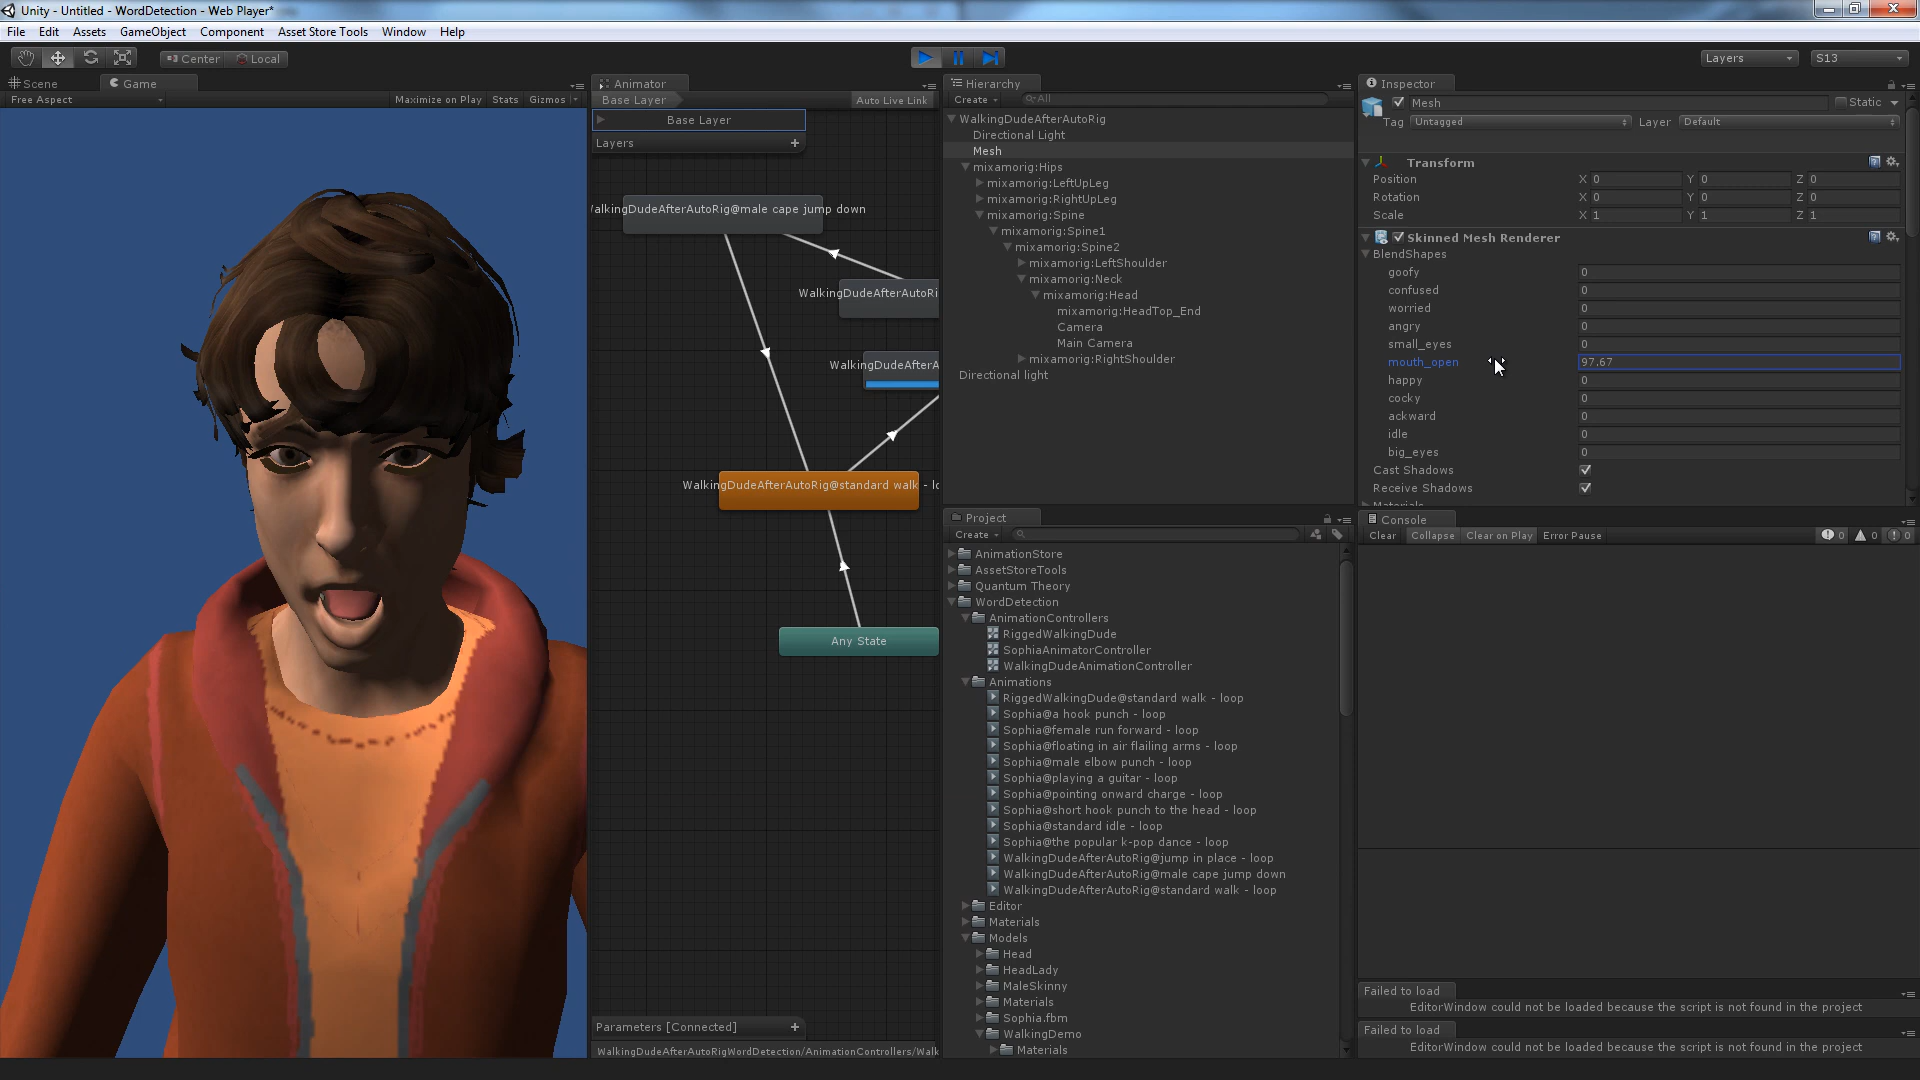 Unity - Untitled - WordDetection - Web Player*
File Edit Assets GameObject Component Asset Store Tools Window Help
Center Local
Layers S13
Scene Game
Free Aspect Maximize on Play Stats Gizmos
Animator
Base Layer Auto Live Link
Base Layer
Layers
WalkingDudeAfterAutoRig@male cape jump down
WalkingDudeAfterAutoRi
WalkingDudeAfterA
WalkingDudeAfterAutoRig@standard walk - lo
Any State
Parameters [Connected]
WalkingDudeAfterAutoRigWordDetection/AnimationControllers/Walk
Hierarchy
Create All
WalkingDudeAfterAutoRig
Directional Light
Mesh
mixamorig:Hips
mixamorig:LeftUpLeg
mixamorig:RightUpLeg
mixamorig:Spine
mixamorig:Spine1
mixamorig:Spine2
mixamorig:LeftShoulder
mixamorig:Neck
mixamorig:Head
mixamorig:HeadTop_End
Camera
Main Camera
mixamorig:RightShoulder
Directional light
Project
Create
AnimationStore
AssetStoreTools
Quantum Theory
WordDetection
AnimationControllers
RiggedWalkingDude
SophiaAnimatorController
WalkingDudeAnimationController
Animations
RiggedWalkingDude@standard walk - loop
Sophia@a hook punch - loop
Sophia@female run forward - loop
Sophia@floating in air flailing arms - loop
Sophia@male elbow punch - loop
Sophia@playing a guitar - loop
Sophia@pointing onward charge - loop
Sophia@short hook punch to the head - loop
Sophia@standard idle - loop
Sophia@the popular k-pop dance - loop
WalkingDudeAfterAutoRig@jump in place - loop
WalkingDudeAfterAutoRig@male cape jump down
WalkingDudeAfterAutoRig@standard walk - loop
Editor
Materials
Models
Head
HeadLady
MaleSkinny
Materials
Sophia.fbm
WalkingDemo
Materials
Inspector
Mesh Static
Tag Untagged Layer Default
Transform
Position X 0 Y 0 Z 0
Rotation X 0 Y 0 Z 0
Scale X 1 Y 1 Z 1
Skinned Mesh Renderer
BlendShapes
goofy 0
confused 0
worried 0
angry 0
small_eyes 0
mouth_open 97.67
happy 0
cocky 0
ackward 0
idle 0
big_eyes 0
Cast Shadows
Receive Shadows
Materials
Console
Clear Collapse Clear on Play Error Pause 0 0 0
Failed to load
EditorWindow could not be loaded because the script is not found in the project
Failed to load
EditorWindow could not be loaded because the script is not found in the project